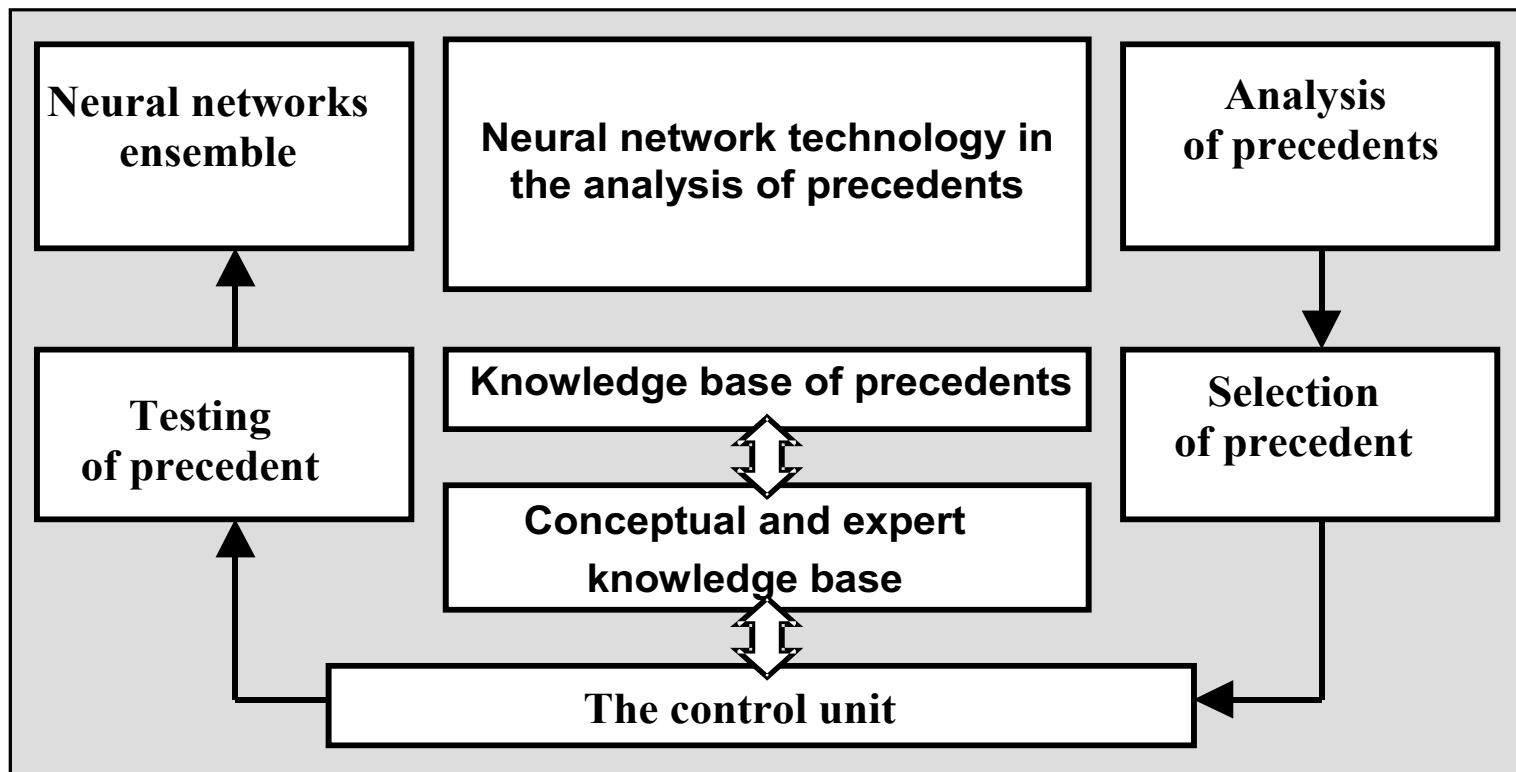 Neural networks
ensemble
Neural network technology in
the analysis of precedents
Analysis
of precedents
Testing
of precedent
Knowledge base of precedents
Selection
of precedent
Conceptual and expert
knowledge base
The control unit